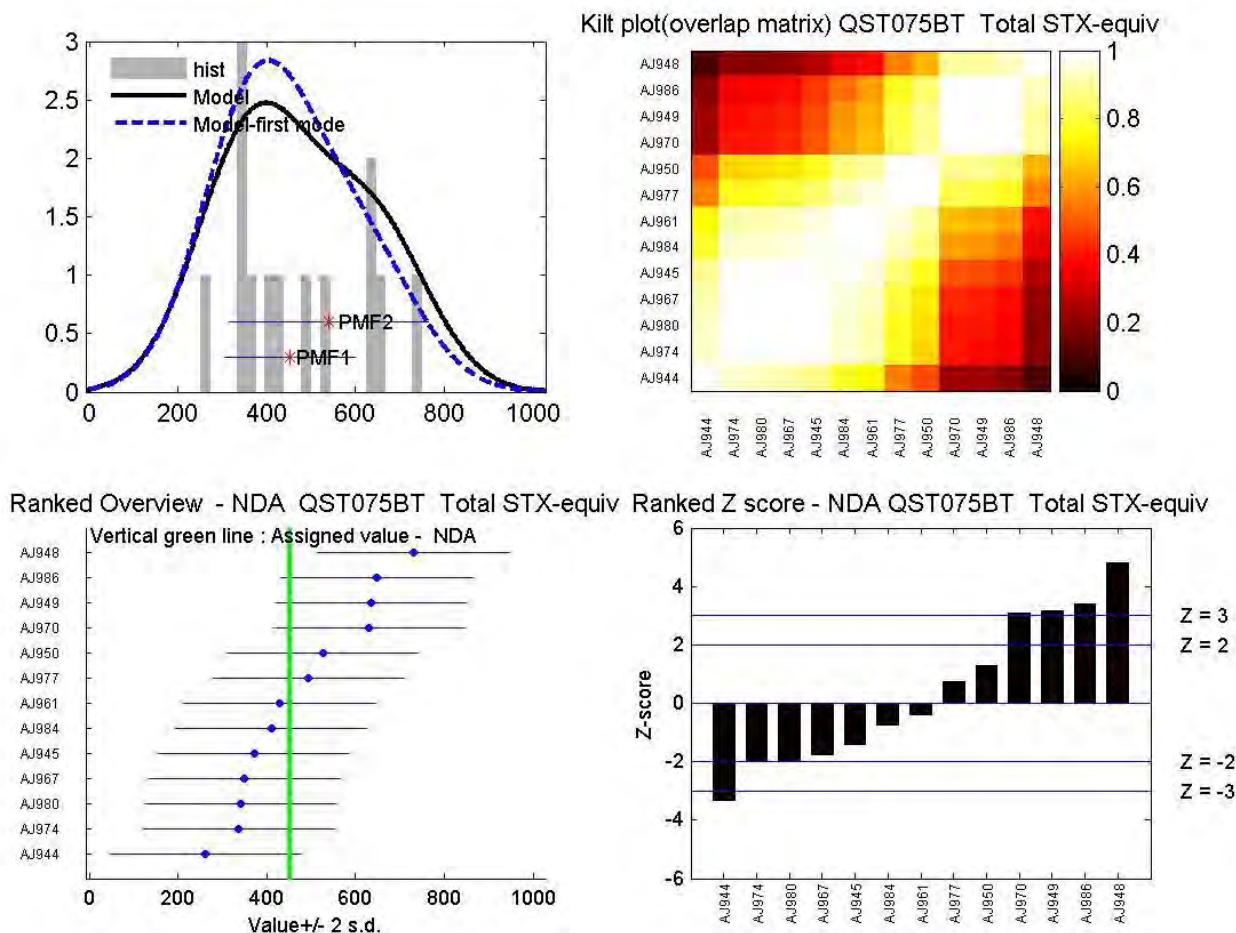 3
2.5
2
1.5
1
0.5
0
hist
Model
Model-first mode
PMF2
PMF1
0 200 400 600 800 1000
Kilt plot(overlap matrix) QST075BT Total STX-equiv
AJ948
AJ986
AJ949
AJ970
AJ950
AJ977
AJ961
AJ984
AJ945
AJ967
AJ980
AJ974
AJ944
1
0.8
0.6
0.4
0.2
0
AJ944 AJ974 AJ980 AJ967 AJ945 AJ984 AJ961 AJ977 AJ950 AJ970 AJ949 AJ986 AJ948
Ranked Overview - NDA QST075BT Total STX-equiv
Vertical green line : Assigned value - NDA
AJ948
AJ986
AJ949
AJ970
AJ950
AJ977
AJ961
AJ984
AJ945
AJ967
AJ980
AJ974
AJ944
0 200 400 600 800 1000
Value+/- 2 s.d.
Ranked Z score - NDA QST075BT Total STX-equiv
6
4
2
0
-2
-4
-6
Z-score
Z = 3
Z = 2
Z = -2
Z = -3
AJ944 AJ974 AJ980 AJ967 AJ945 AJ984 AJ961 AJ977 AJ950 AJ970 AJ949 AJ986 AJ948